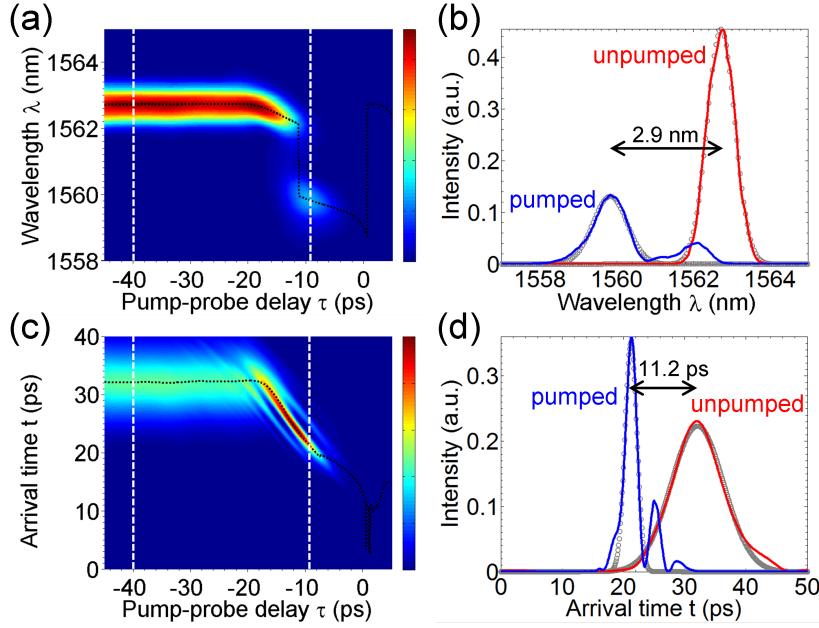 (a)
Wavelength λ (nm)
1564
1562
1560
1558
-40 -30 -20 -10 0
Pump-probe delay τ (ps)
(b)
Intensity (a.u.)
0.4
0.3
0.2
0.1
0
unpumped
2.9 nm
pumped
1558 1560 1562 1564
Wavelength λ (nm)
(c)
Arrival time t (ps)
40
30
20
10
0
-40 -30 -20 -10 0
Pump-probe delay τ (ps)
(d)
Intensity (a.u.)
0.3
0.2
0.1
0
11.2 ps
pumped
unpumped
0 10 20 30 40 50
Arrival time t (ps)